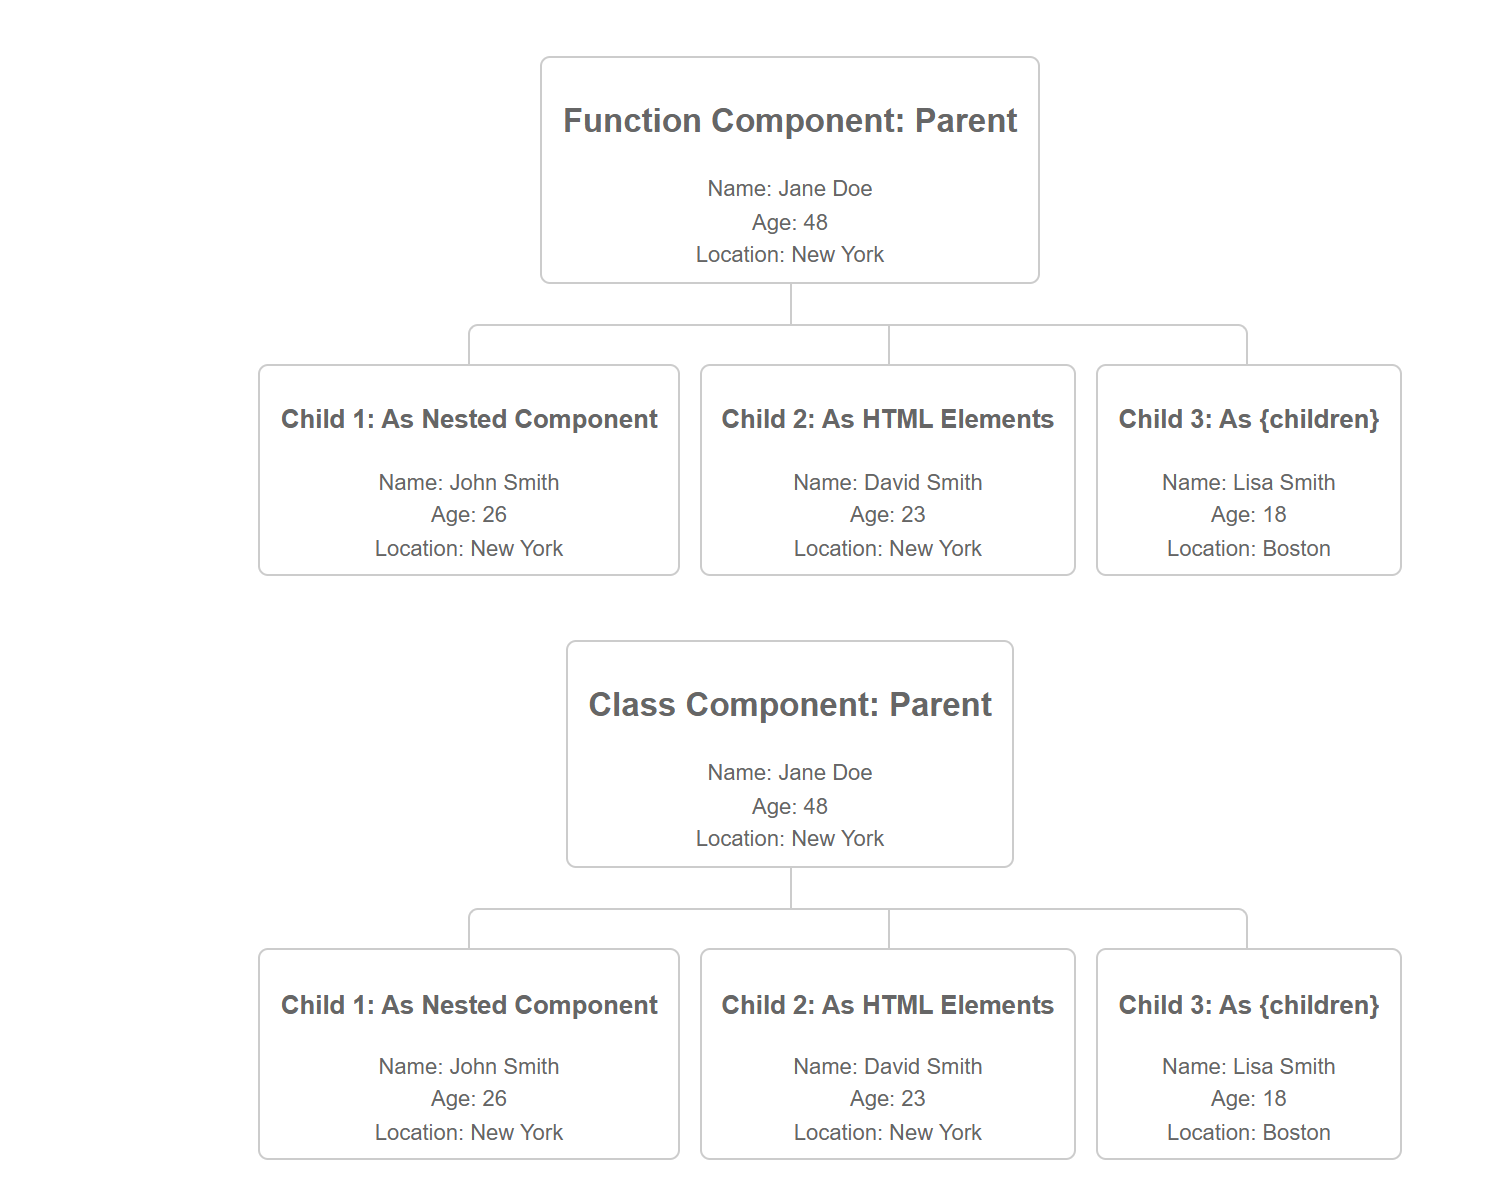 Function Component: Parent
Name: Jane Doe
Age: 48
Location: New York
Child 1: As Nested Component
Name: John Smith
Age: 26
Location: New York
Child 2: As HTML Elements
Name: David Smith
Age: 23
Location: New York
Child 3: As {children}
Name: Lisa Smith
Age: 18
Location: Boston
Class Component: Parent
Name: Jane Doe
Age: 48
Location: New York
Child 1: As Nested Component
Name: John Smith
Age: 26
Location: New York
Child 2: As HTML Elements
Name: David Smith
Age: 23
Location: New York
Child 3: As {children}
Name: Lisa Smith
Age: 18
Location: Boston